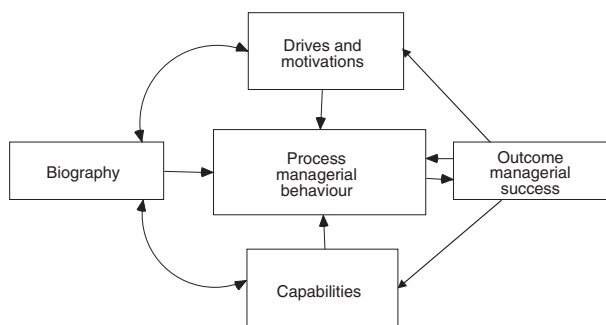 Drives and
motivations
Biography
Process
managerial
behaviour
Outcome
managerial
success
Capabilities